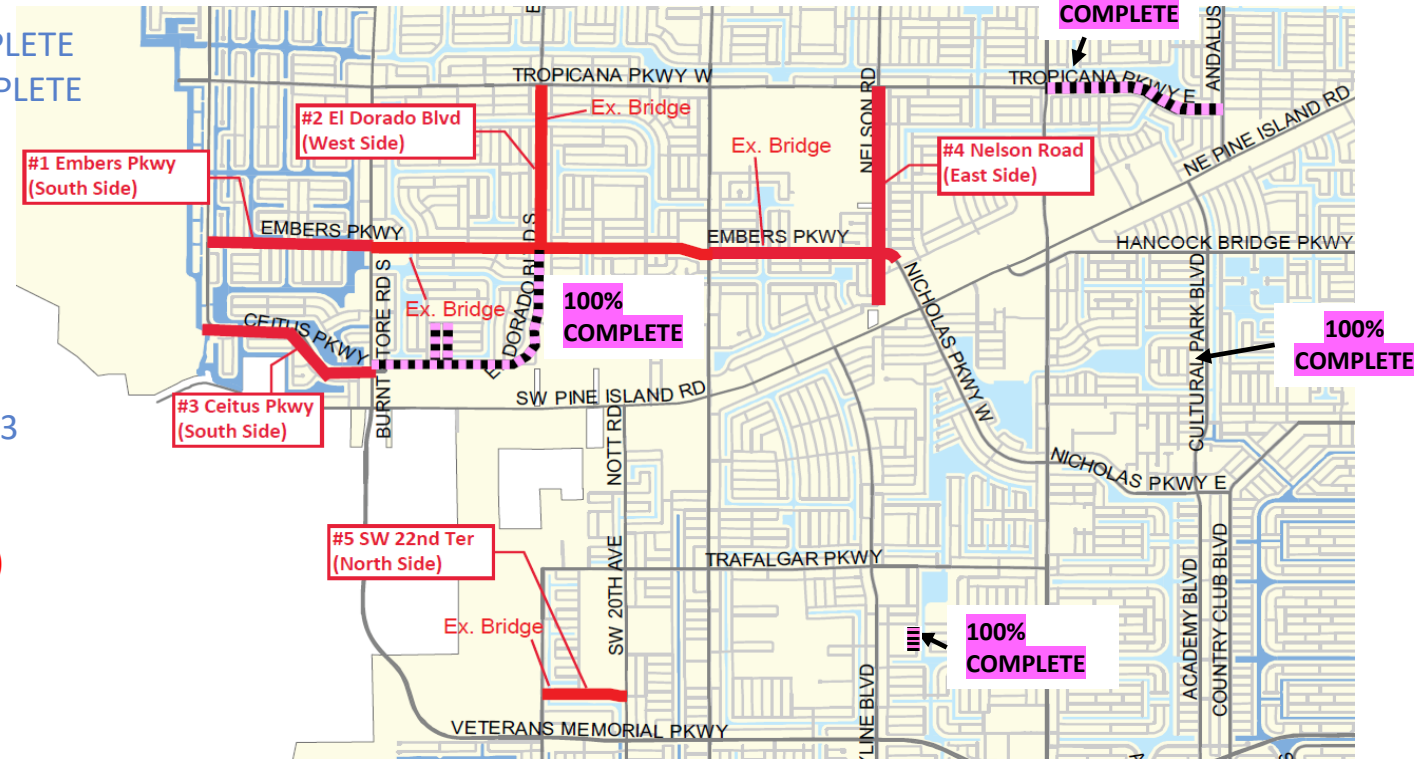 COMPLETE
PLETE
PLETE
TROPICANA PKWY W
TROPICANA PKWY E
ANDALUS
NE PINE ISLAND RD
#2 El Dorado Blvd
(West Side)
Ex. Bridge
Ex. Bridge
NELSON RD
#4 Nelson Road
(East Side)
#1 Embers Pkwy
(South Side)
EMBERS PKWY
EMBERS PKWY
HANCOCK BRIDGE PKWY
BURNT STORE RD S
Ex. Bridge
100%
COMPLETE
NICHOLAS PKWY W
CULTURAL PARK BLVD
100%
COMPLETE
CEITUS PKWY
#3 Ceitus Pkwy
(South Side)
SW PINE ISLAND RD
3
NOTT RD
NICHOLAS PKWY E
#5 SW 22nd Ter
(North Side)
)
TRAFALGAR PKWY
SW 20TH AVE
Ex. Bridge
100%
COMPLETE
ACADEMY BLVD
COUNTRY CLUB BLVD
YLINE BLVD
VETERANS MEMORIAL PKWY